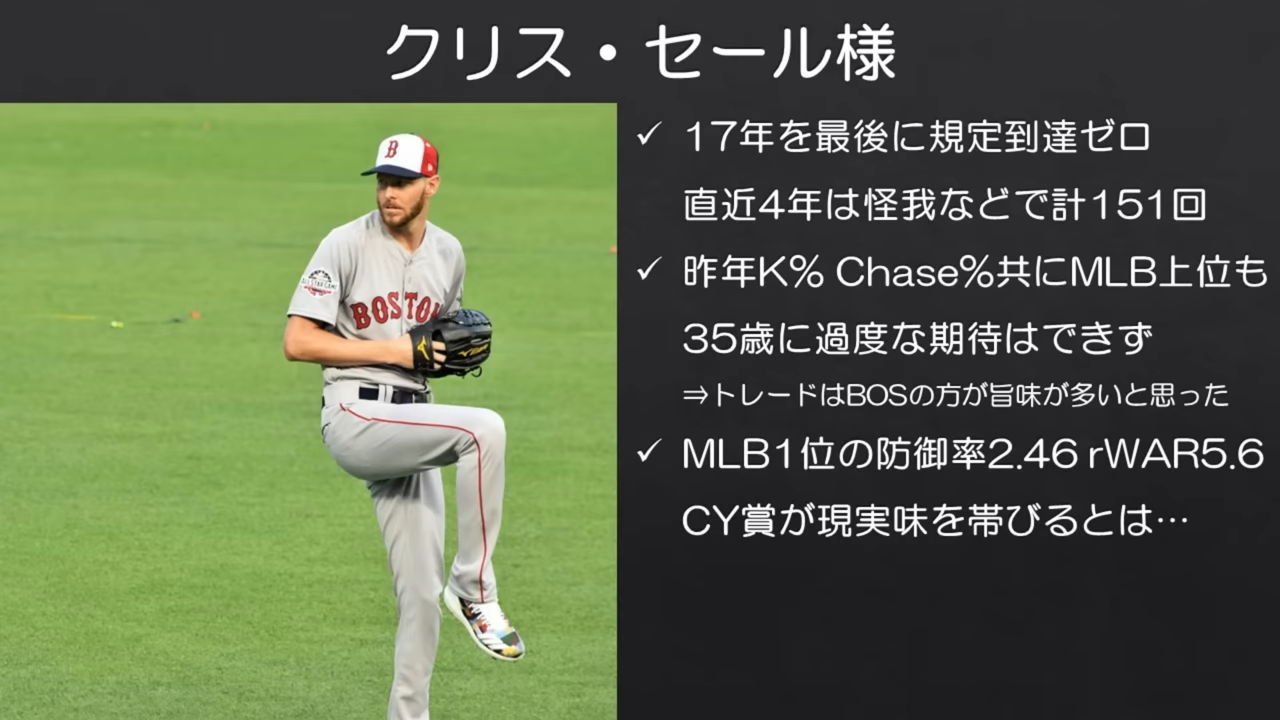 クリス・セール様
✓ 17年を最後に規定到達ゼロ
直近4年は怪我などで計151回
✓ 昨年K% Chase%共にMLB上位も
35歳に過度な期待はできず
⇒トレードはBOSの方が旨味が多いと思った
✓ MLB1位の防御率2.46 rWAR5.6
CY賞が現実味を帯びるとは…
B
BOSTON